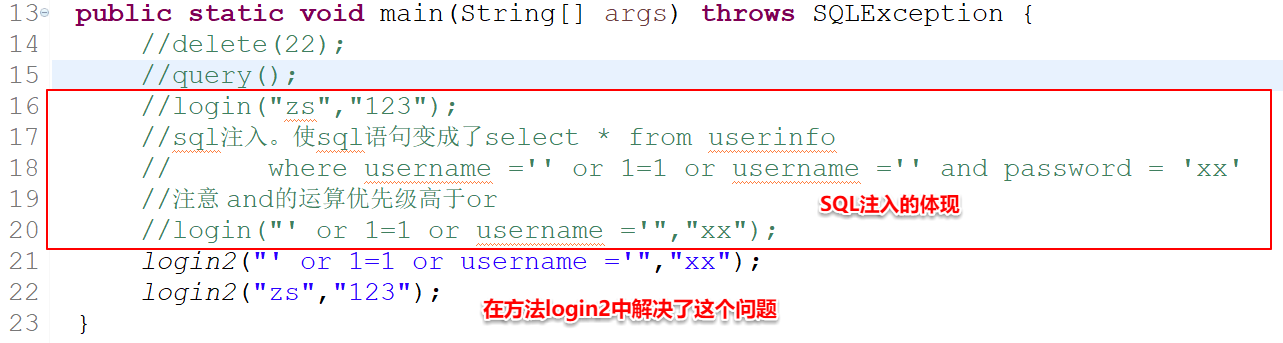 13 public static void main(String[] args) throws SQLException {
14 //delete(22);
15 //query();
16 //login("zs","123");
17 //sql注入。使sql语句变成了select * from userinfo
18 //      where username ='' or 1=1 or username ='' and password = 'xx'
19 //注意 and的运算优先级高于or
SQL注入的体现
20 //login("' or 1=1 or username ='","xx");
21 login2("' or 1=1 or username ='","xx");
22 login2("zs","123");
在方法login2中解决了这个问题
23 }